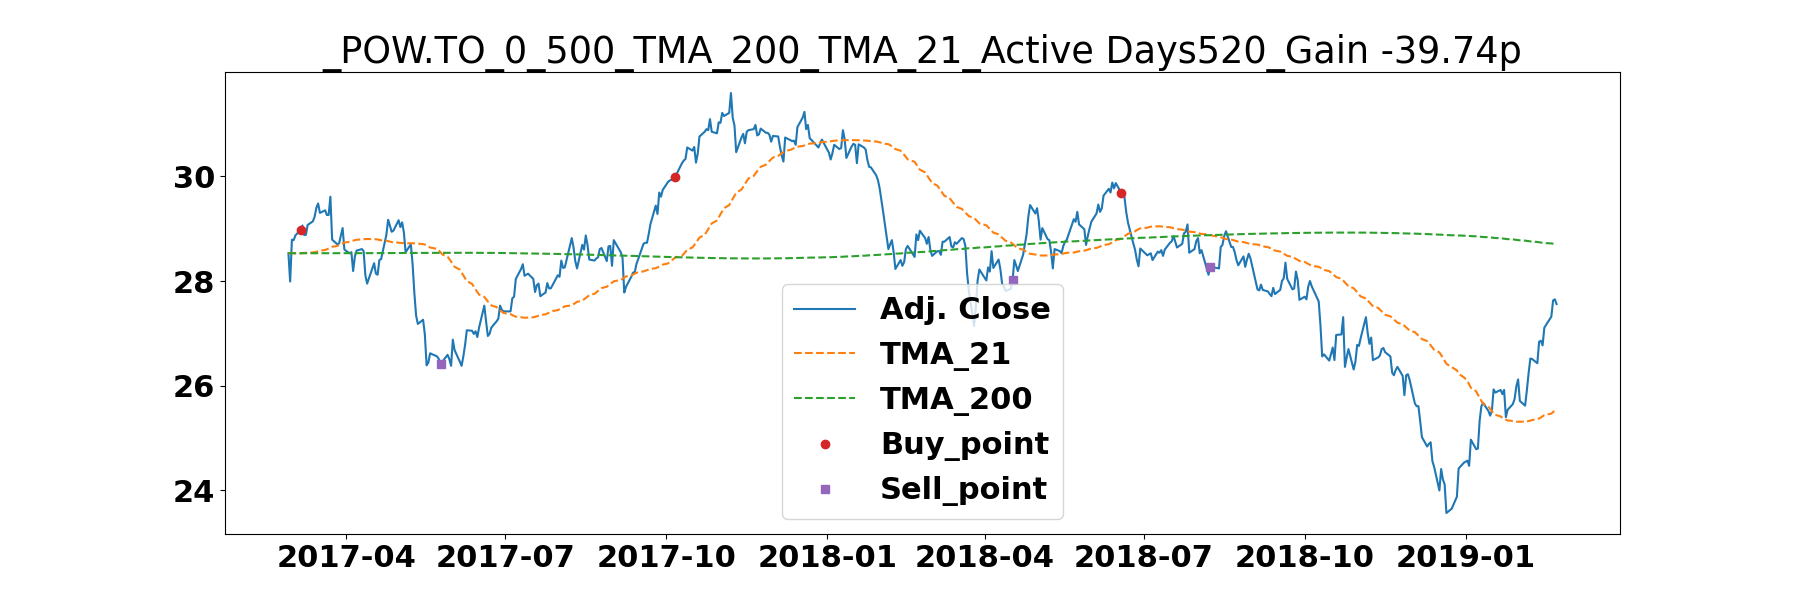 _POW.TO_0_500_TMA_200_TMA_21_Active Days520_Gain -39.74p
30
28
26
24
Adj. Close
TMA_21
TMA_200
Buy_point
Sell_point
2017-04 2017-07 2017-10 2018-01 2018-04 2018-07 2018-10 2019-01